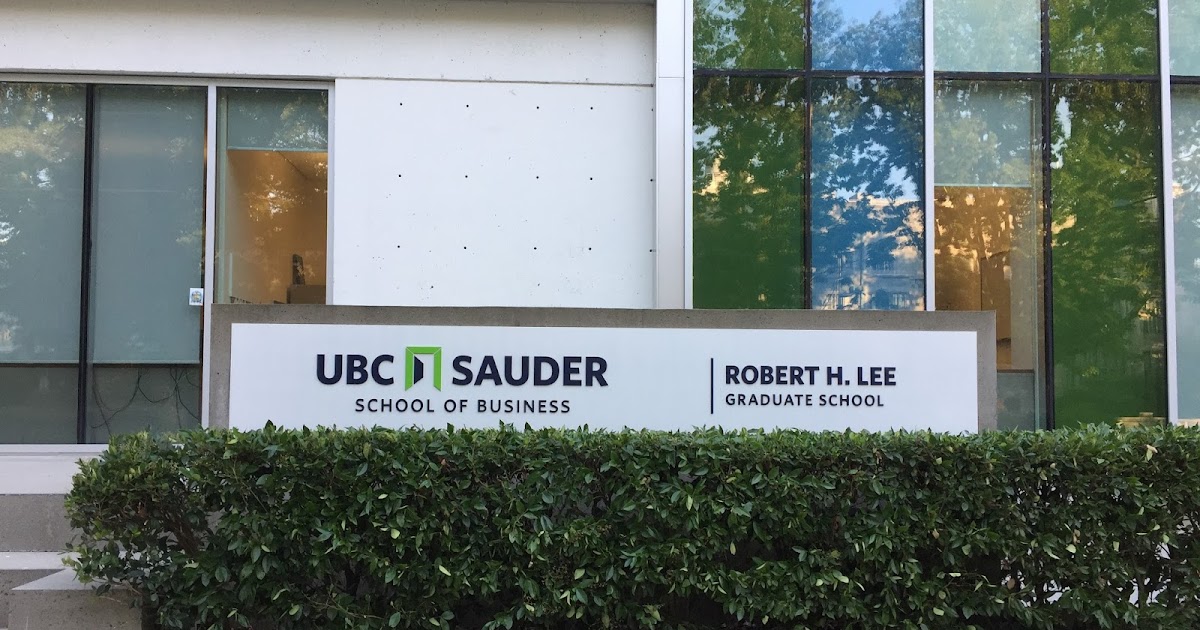 UBC SAUDER
SCHOOL OF BUSINESS
ROBERT H. LEE
GRADUATE SCHOOL